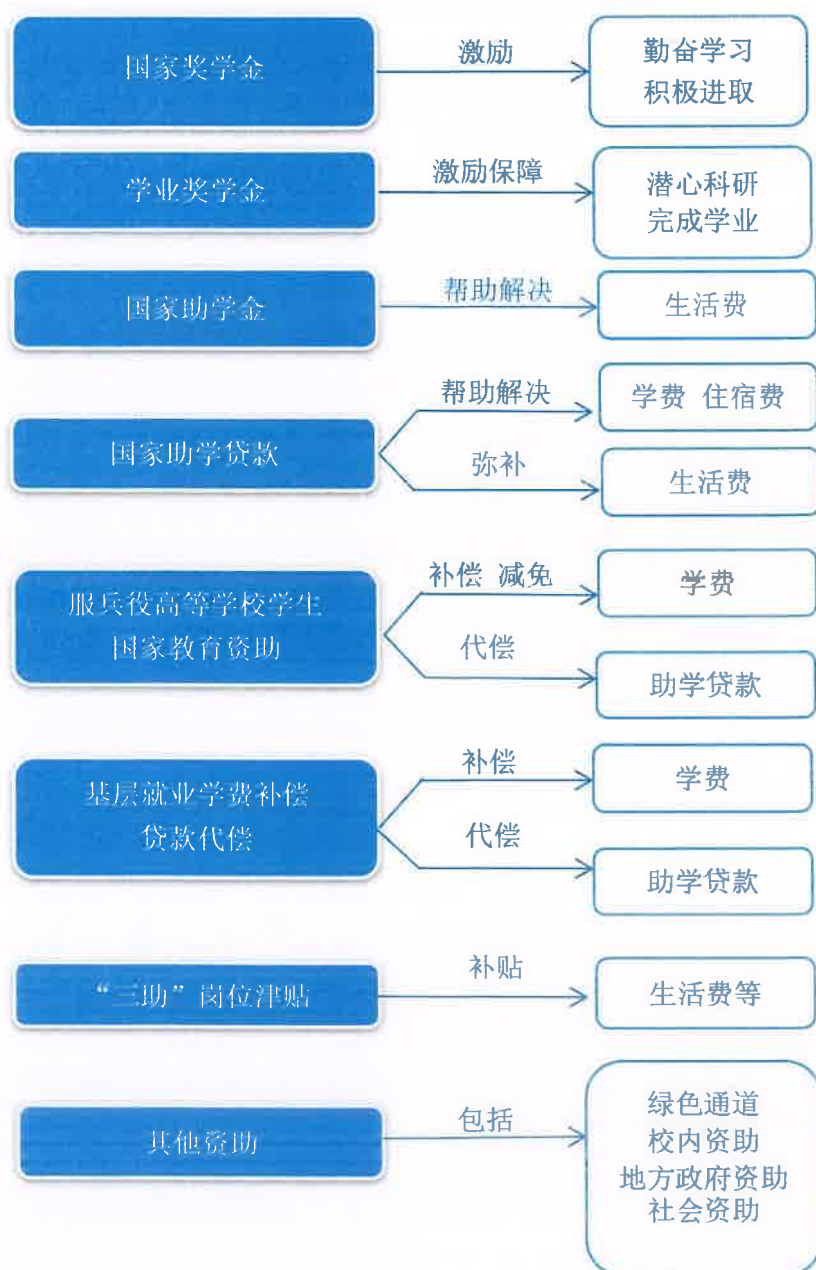 国家奖学金
激励
勤奋学习
积极进取
学业奖学金
激励保障
潜心科研
完成学业
国家助学金
帮助解决
生活费
国家助学贷款
帮助解决
学费 住宿费
弥补
生活费
服兵役高等学校学生
国家教育资助
补偿 减免
学费
代偿
助学贷款
基层就业学费补偿
贷款代偿
补偿
学费
代偿
助学贷款
“三助”岗位津贴
补贴
生活费等
其他资助
包括
绿色通道
校内资助
地方政府资助
社会资助